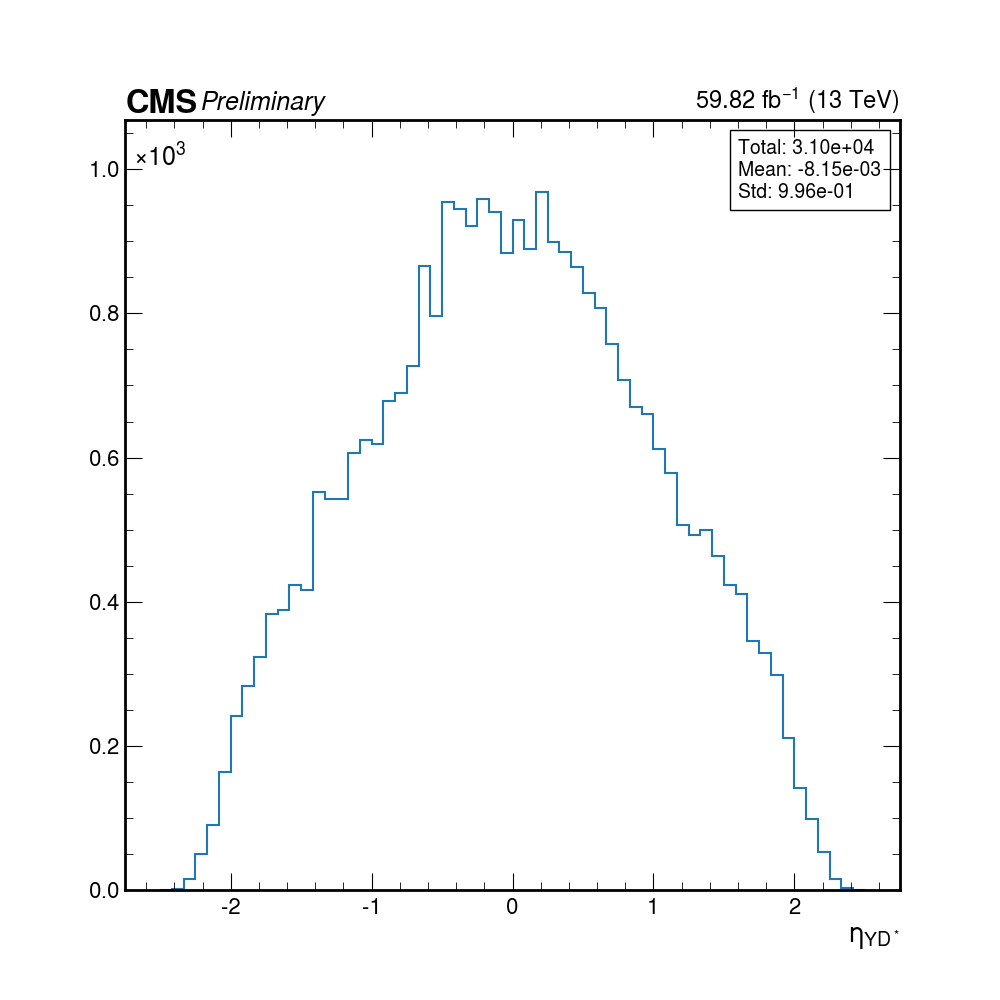 CMS Preliminary 59.82 fb⁻¹ (13 TeV)
×10³
Total: 3.10e+04
Mean: -8.15e-03
Std: 9.96e-01
1.0
0.8
0.6
0.4
0.2
0.0
-2 -1 0 1 2
η_YD*